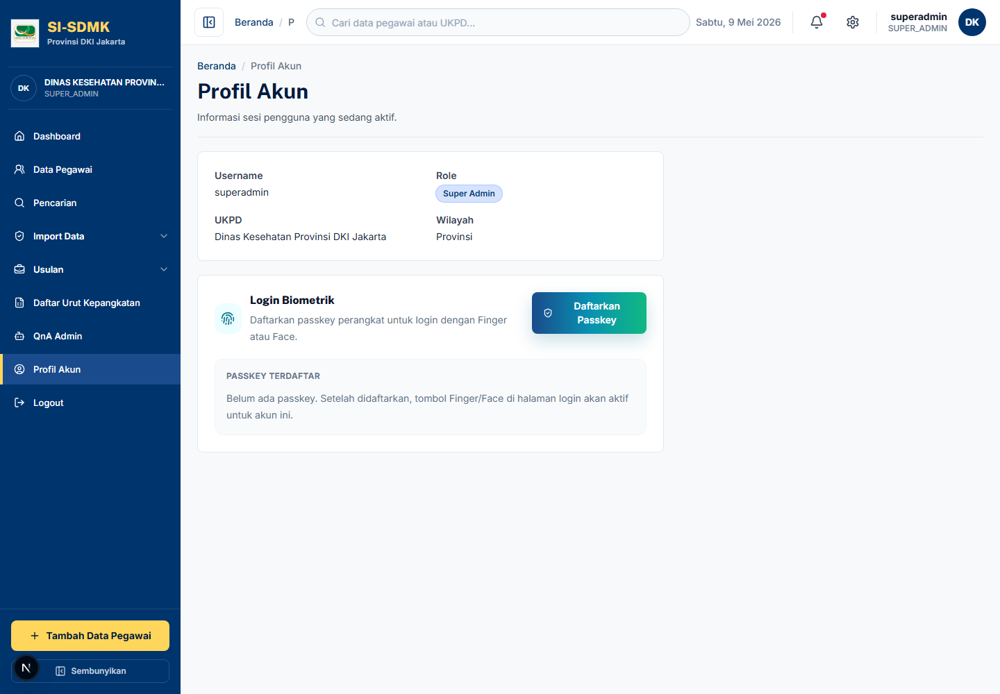 SI-SDMK
Provinsi DKI Jakarta
DK
DINAS KESEHATAN PROVIN...
SUPER_ADMIN
Dashboard
Data Pegawai
Pencarian
Import Data
Usulan
Daftar Urut Kepangkatan
QnA Admin
Profil Akun
Logout
Tambah Data Pegawai
N
Sembunyikan
Beranda / P
Cari data pegawai atau UKPD...
Sabtu, 9 Mei 2026
superadmin
SUPER_ADMIN
DK
Beranda / Profil Akun
Profil Akun
Informasi sesi pengguna yang sedang aktif.
Username
superadmin
Role
Super Admin
UKPD
Dinas Kesehatan Provinsi DKI Jakarta
Wilayah
Provinsi
Login Biometrik
Daftarkan passkey perangkat untuk login dengan Finger
atau Face.
Daftarkan
Passkey
PASSKEY TERDAFTAR
Belum ada passkey. Setelah didaftarkan, tombol Finger/Face di halaman login akan aktif
untuk akun ini.